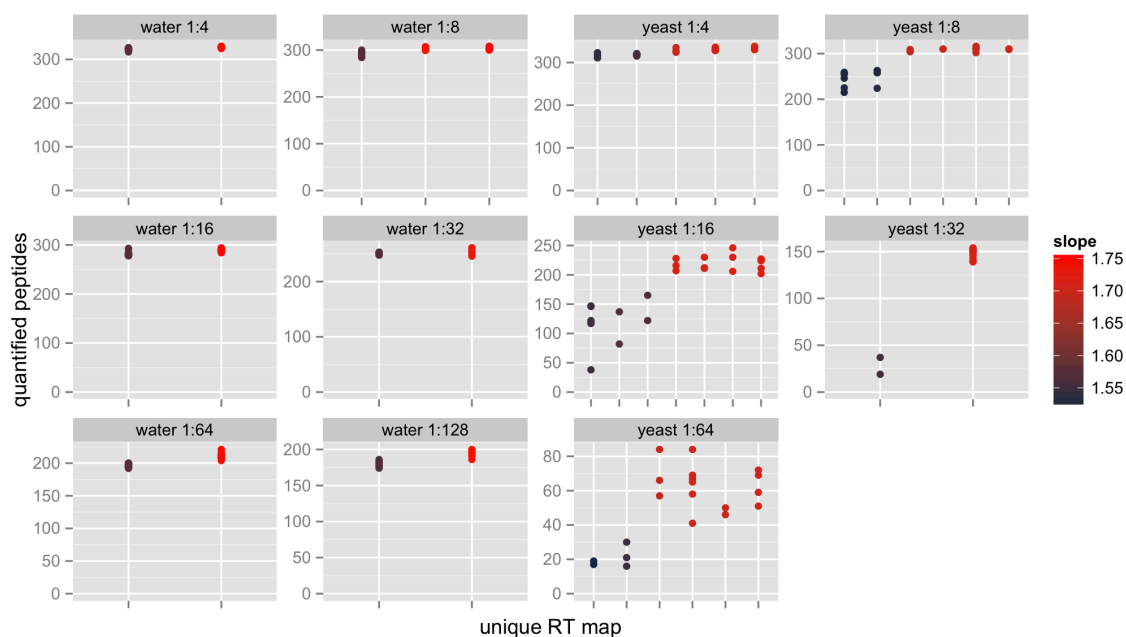 water 1:4 water 1:8 yeast 1:4 yeast 1:8
300 300 300 300
200 200 200 200
100 100 100 100
0 0 0 0
water 1:16 water 1:32 yeast 1:16 yeast 1:32
300 200 250 150
200 100 200 100
100 0 150 50
0 100 0
50
0
water 1:64 water 1:128 yeast 1:64
200 200 80
150 150 60
100 100 40
50 50 20
0 0 0
quantified peptides
unique RT map
slope
1.75
1.70
1.65
1.60
1.55